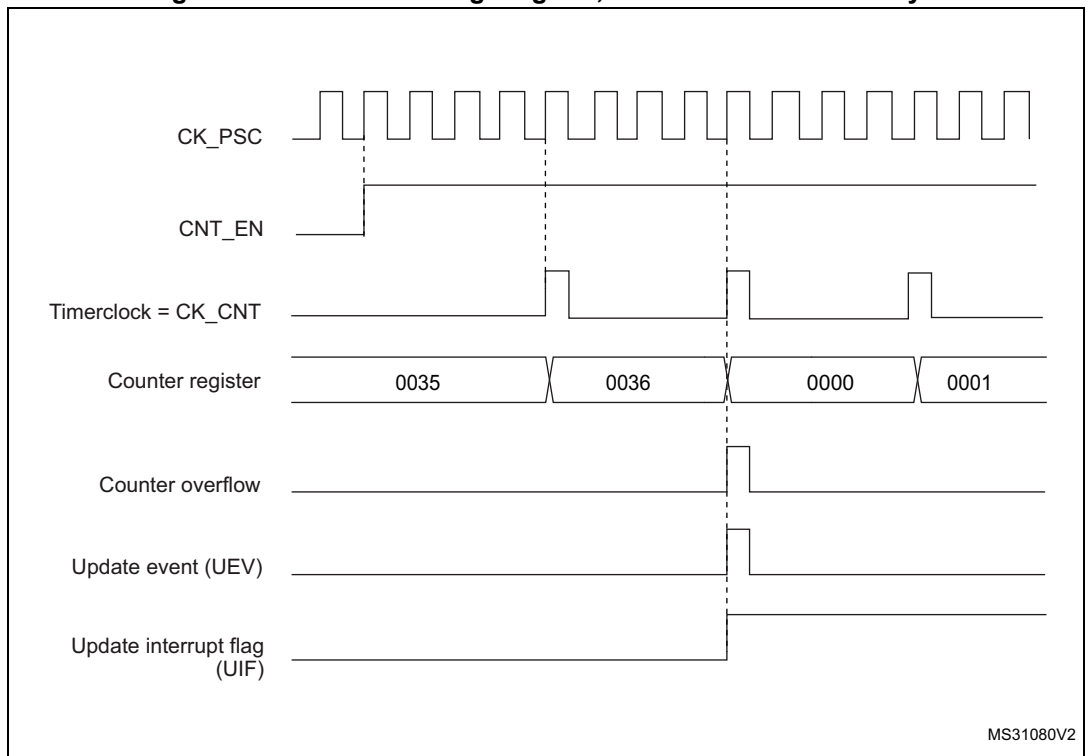 CK_PSC
CNT_EN
Timerclock = CK_CNT
Counter register 0035 0036 0000 0001
Counter overflow
Update event (UEV)
Update interrupt flag
(UIF)
MS31080V2